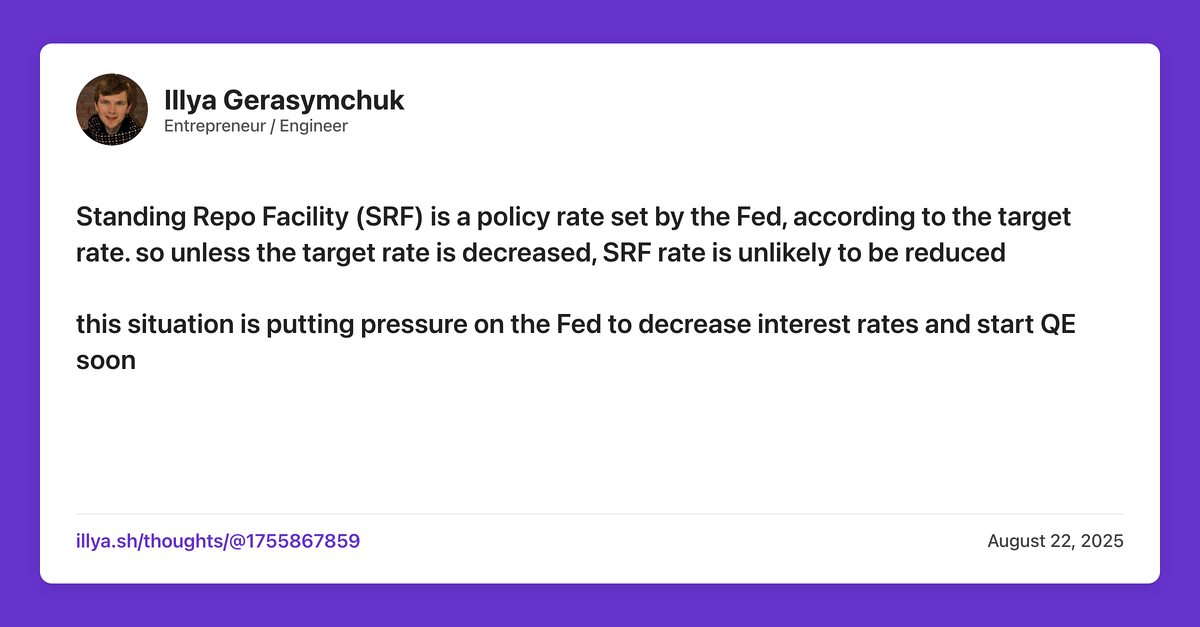 Illya Gerasymchuk
Entrepreneur / Engineer
Standing Repo Facility (SRF) is a policy rate set by the Fed, according to the target
rate. so unless the target rate is decreased, SRF rate is unlikely to be reduced
this situation is putting pressure on the Fed to decrease interest rates and start QE
soon
illya.sh/thoughts/@1755867859
August 22, 2025